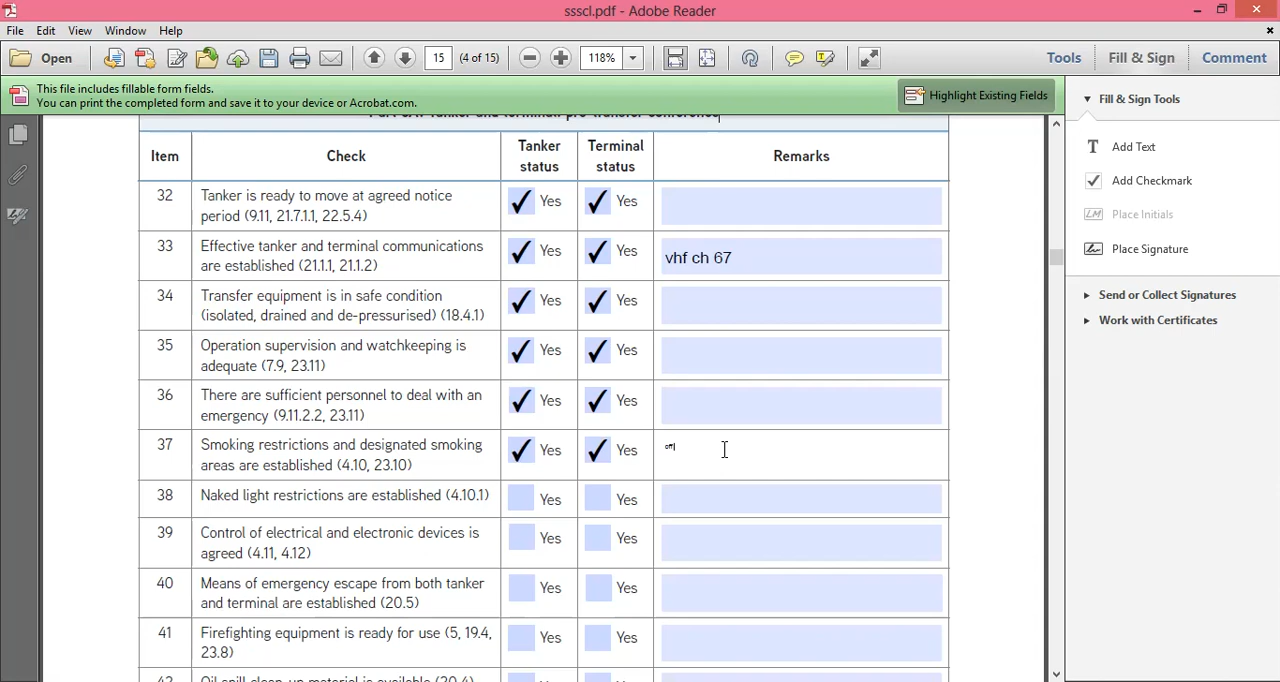 ssscl.pdf - Adobe Reader
File Edit View Window Help
Open 15 (4 of 15) 118% Tools Fill & Sign Comment
This file includes fillable form fields.
You can print the completed form and save it to your device or Acrobat.com.
Highlight Existing Fields
Fill & Sign Tools
Add Text
Add Checkmark
Place Initials
Place Signature
Send or Collect Signatures
Work with Certificates
Item Check Tanker status Terminal status Remarks
32 Tanker is ready to move at agreed notice period (9.11, 21.7.1.1, 22.5.4) Yes Yes
33 Effective tanker and terminal communications are established (21.1.1, 21.1.2) Yes Yes vhf ch 67
34 Transfer equipment is in safe condition (isolated, drained and de-pressurised) (18.4.1) Yes Yes
35 Operation supervision and watchkeeping is adequate (7.9, 23.11) Yes Yes
36 There are sufficient personnel to deal with an emergency (9.11.2.2, 23.11) Yes Yes
37 Smoking restrictions and designated smoking areas are established (4.10, 23.10) Yes Yes
38 Naked light restrictions are established (4.10.1) Yes Yes
39 Control of electrical and electronic devices is agreed (4.11, 4.12) Yes Yes
40 Means of emergency escape from both tanker and terminal are established (20.5) Yes Yes
41 Firefighting equipment is ready for use (5, 19.4, 23.8) Yes Yes